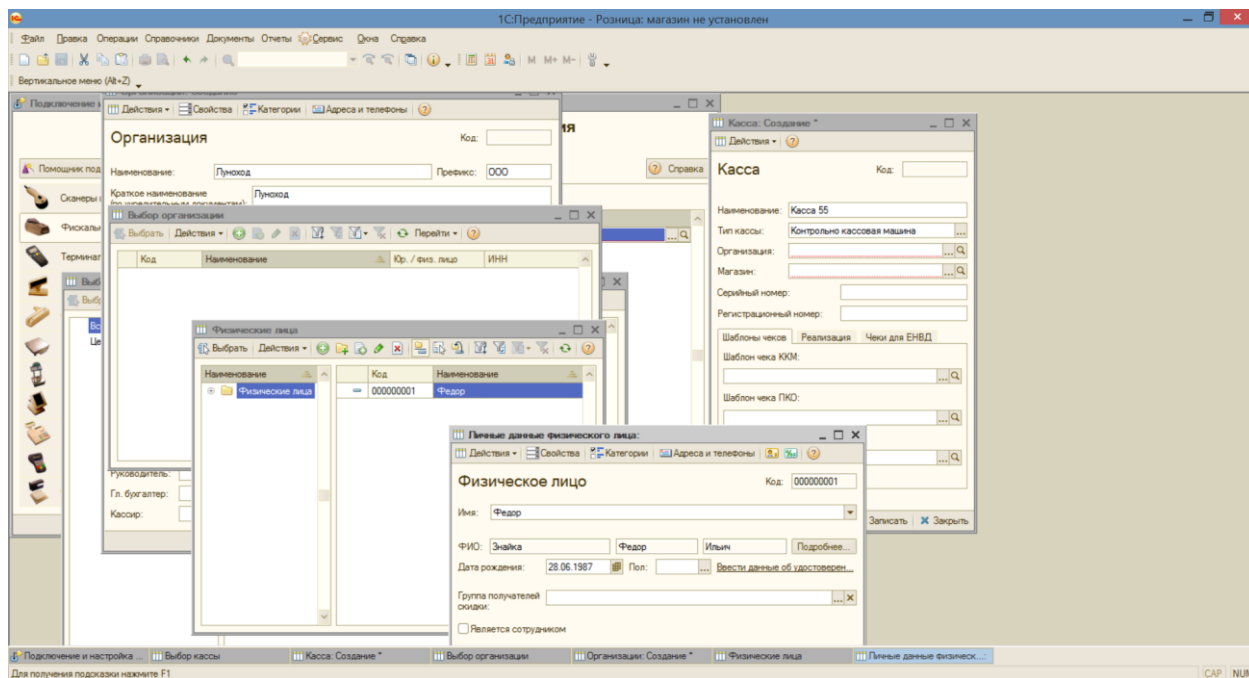 1С:Предприятие - Розница: магазин не установлен
Файл Правка Операции Справочники Документы Отчеты Сервис Окна Справка
M M+ M-
Вертикальное меню (Alt+Z)
Действия Свойства Категории Адреса и телефоны
Организация Код:
Наименование: Луноход Префикс: ООО
Краткое наименование Луноход
Справка
Помощник под
Сканеры
Фискаль
Терминал
Выбор организации
Выбрать Действия Перейти
Код Наименование Юр. / физ. лицо ИНН
Физические лица
Выбрать Действия
Наименование Код Наименование
Физические лица 000000001 Федор
Руководитель:
Гл. бухгалтер:
Кассир:
Касса: Создание *
Действия
Касса Код:
Наименование: Касса 55
Тип кассы: Контрольно кассовая машина ...
Организация: ...
Магазин: ...
Серийный номер:
Регистрационный номер:
Шаблоны чеков Реализация Чеки для ЕНВД
Шаблон чека ККМ:
Шаблон чека ПКО:
Записать Закрыть
Личные данные физического лица:
Действия Свойства Категории Адреса и телефоны
Физическое лицо Код: 000000001
Имя: Федор
ФИО: Знайка Федор Ильич Подробнее...
Дата рождения: 28.06.1987 Пол: ... Ввести данные об удостоверен...
Группа получателей
скидки:
Является сотрудником
Подключение и настройка ... Выбор кассы Касса: Создание * Выбор организации Организации: Создание * Физические лица Личные данные физическ...:
Для получения подсказки нажмите F1 CAP NUM